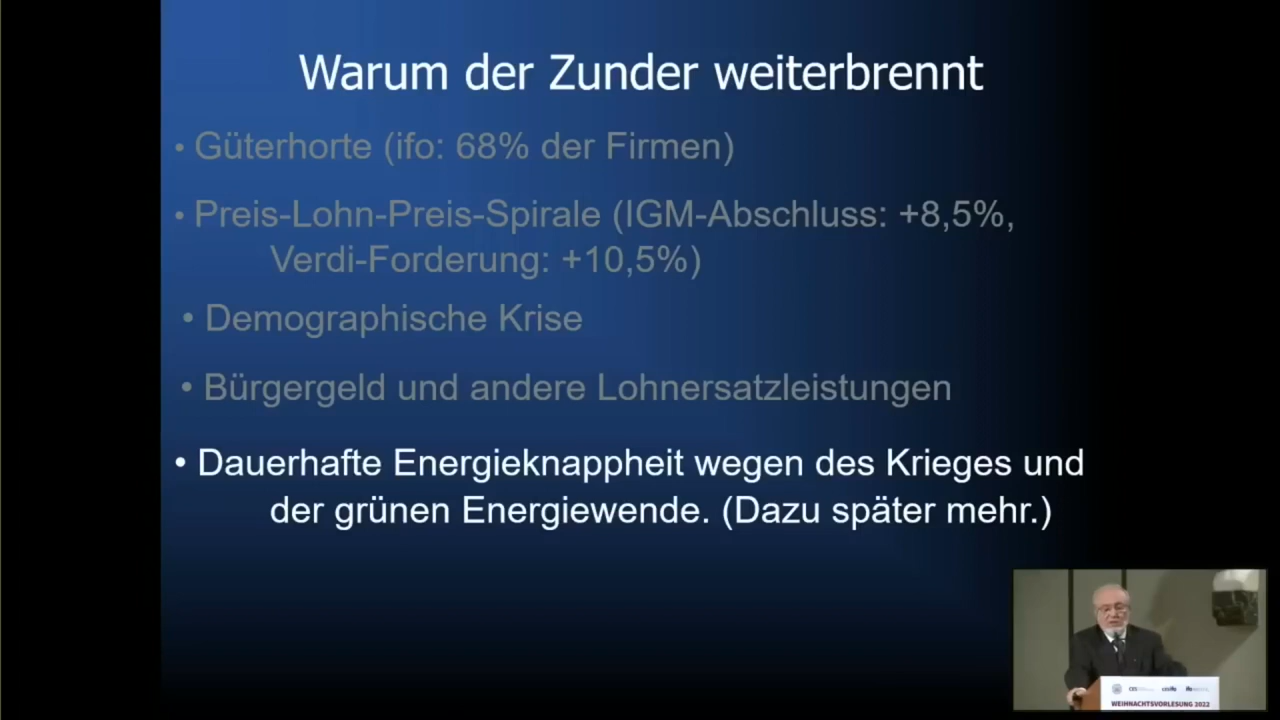 Warum der Zunder weiterbrennt
• Güterhorte (ifo: 68% der Firmen)
• Preis-Lohn-Preis-Spirale (IGM-Abschluss: +8,5%,
Verdi-Forderung: +10,5%)
• Demographische Krise
• Bürgergeld und andere Lohnersatzleistungen
• Dauerhafte Energieknappheit wegen des Krieges und
der grünen Energiewende. (Dazu später mehr.)
WEIHNACHTSVORLESUNG 2022